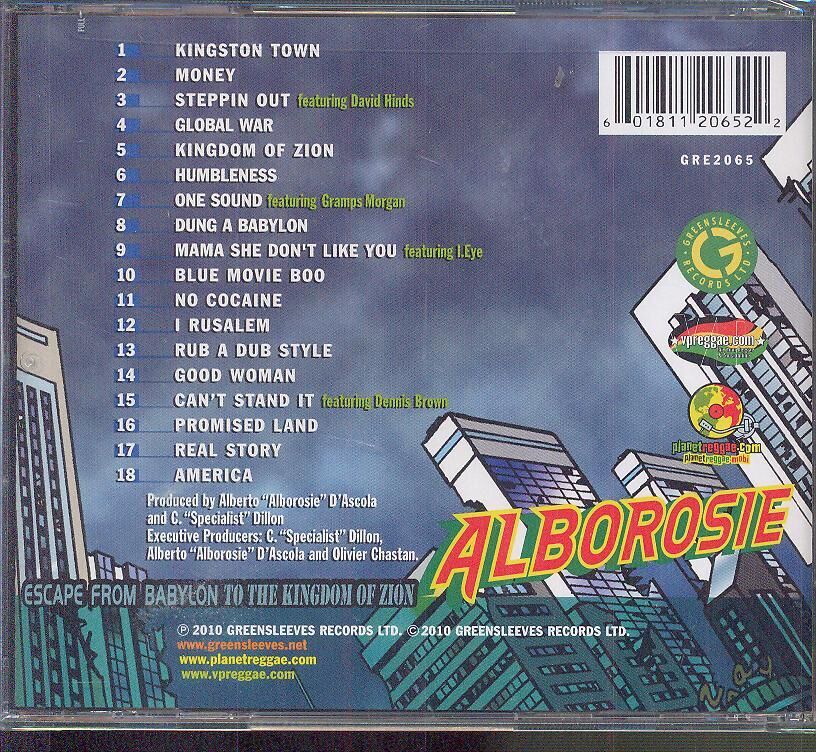 1 KINGSTON TOWN
2 MONEY
3 STEPPIN OUT featuring David Hinds
4 GLOBAL WAR
5 KINGDOM OF ZION
6 HUMBLENESS
7 ONE SOUND featuring Gramps Morgan
8 DUNG A BABYLON
9 MAMA SHE DON'T LIKE YOU featuring I.Eye
10 BLUE MOVIE BOO
11 NO COCAINE
12 I RUSALEM
13 RUB A DUB STYLE
14 GOOD WOMAN
15 CAN'T STAND IT featuring Dennis Brown
16 PROMISED LAND
17 REAL STORY
18 AMERICA
Produced by Alberto "Alborosie" D'Ascola
and C. "Specialist" Dillon
Executive Producers: C. "Specialist" Dillon,
Alberto "Alborosie" D'Ascola and Olivier Chastan.
6 01811 20652 2
GRE2065
GREENSLEEVES RECORDS LTD
G
vpreggae.com
planetreggae.com
planetreggae.mobi
ALBOROSIE
ESCAPE FROM BABYLON TO THE KINGDOM OF ZION
℗ 2010 GREENSLEEVES RECORDS LTD. ©2010 GREENSLEEVES RECORDS LTD.
www.greensleeves.net
www.planetreggae.com
www.vpreggae.com